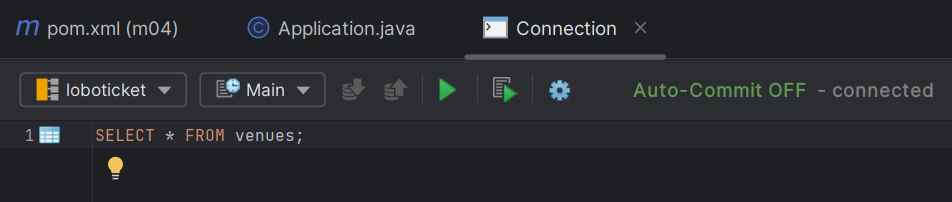 m pom.xml (m04) C Application.java Connection
loboticket Main Auto-Commit OFF - connected
1 SELECT * FROM venues;